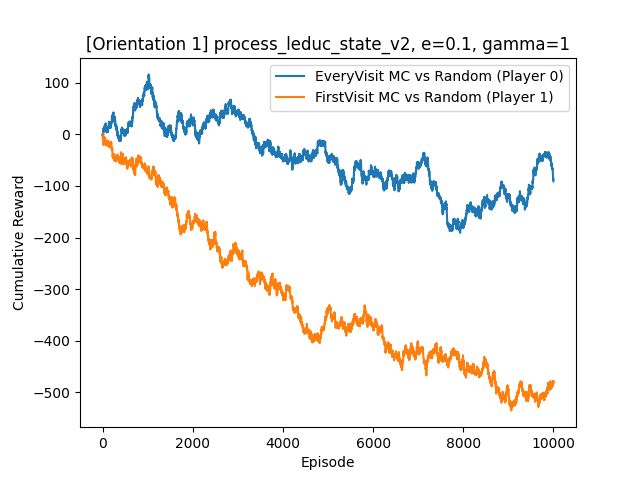 [Orientation 1] process_leduc_state_v2, e=0.1, gamma=1
EveryVisit MC vs Random (Player 0)
FirstVisit MC vs Random (Player 1)
Cumulative Reward
100
0
−100
−200
−300
−400
−500
0
2000
4000
6000
8000
10000
Episode